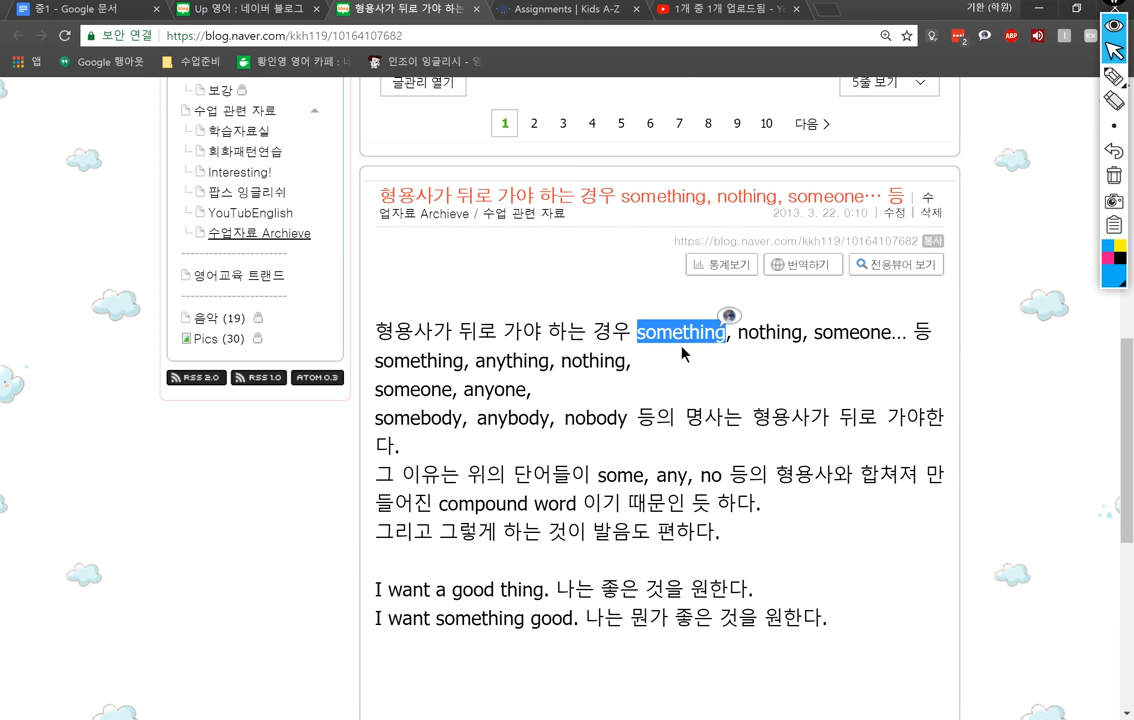 중1 - Google 문서
Up 영어 : 네이버 블로그
형용사가 뒤로 가야 하는
Assignments | Kids A-Z
1개 중 1개 업로드됨 - Y
기환 (학원)
보안 연결 | https://blog.naver.com/kkh119/10164107682
2
ABP
앱
Google 행아웃
수업준비
황인영 영어 카페 : 네
인조이 잉글리시 - 영
보강
수업 관련 자료
학습자료실
회화패턴연습
Interesting!
팝스 잉글리쉬
YouTubEnglish
수업자료 Archieve
영어교육 트랜드
음악 (19)
Pics (30)
RSS 2.0
RSS 1.0
ATOM 0.3
글관리 열기
5줄 보기
1 2 3 4 5 6 7 8 9 10 다음
형용사가 뒤로 가야 하는 경우 something, nothing, someone… 등 | 수
업자료 Archieve / 수업 관련 자료
2013. 3. 22. 0:10 | 수정 | 삭제
https://blog.naver.com/kkh119/10164107682 복사
통계보기
번역하기
전용뷰어 보기
형용사가 뒤로 가야 하는 경우 something, nothing, someone… 등
something, anything, nothing,
someone, anyone,
somebody, anybody, nobody 등의 명사는 형용사가 뒤로 가야한
다.
그 이유는 위의 단어들이 some, any, no 등의 형용사와 합쳐져 만
들어진 compound word 이기 때문인 듯 하다.
그리고 그렇게 하는 것이 발음도 편하다.
I want a good thing. 나는 좋은 것을 원한다.
I want something good. 나는 뭔가 좋은 것을 원한다.